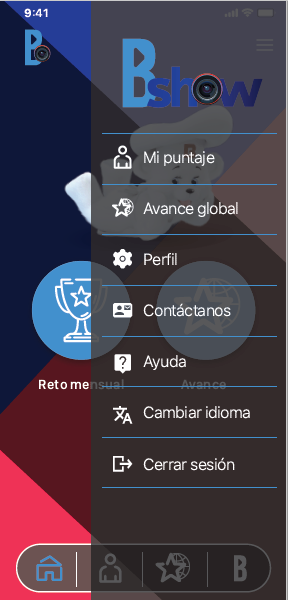 9:41
B
Bshow
Mi puntaje
Avance global
Perfil
Contáctanos
Ayuda
Reto mensual
Avance
Cambiar idioma
Cerrar sesión
B